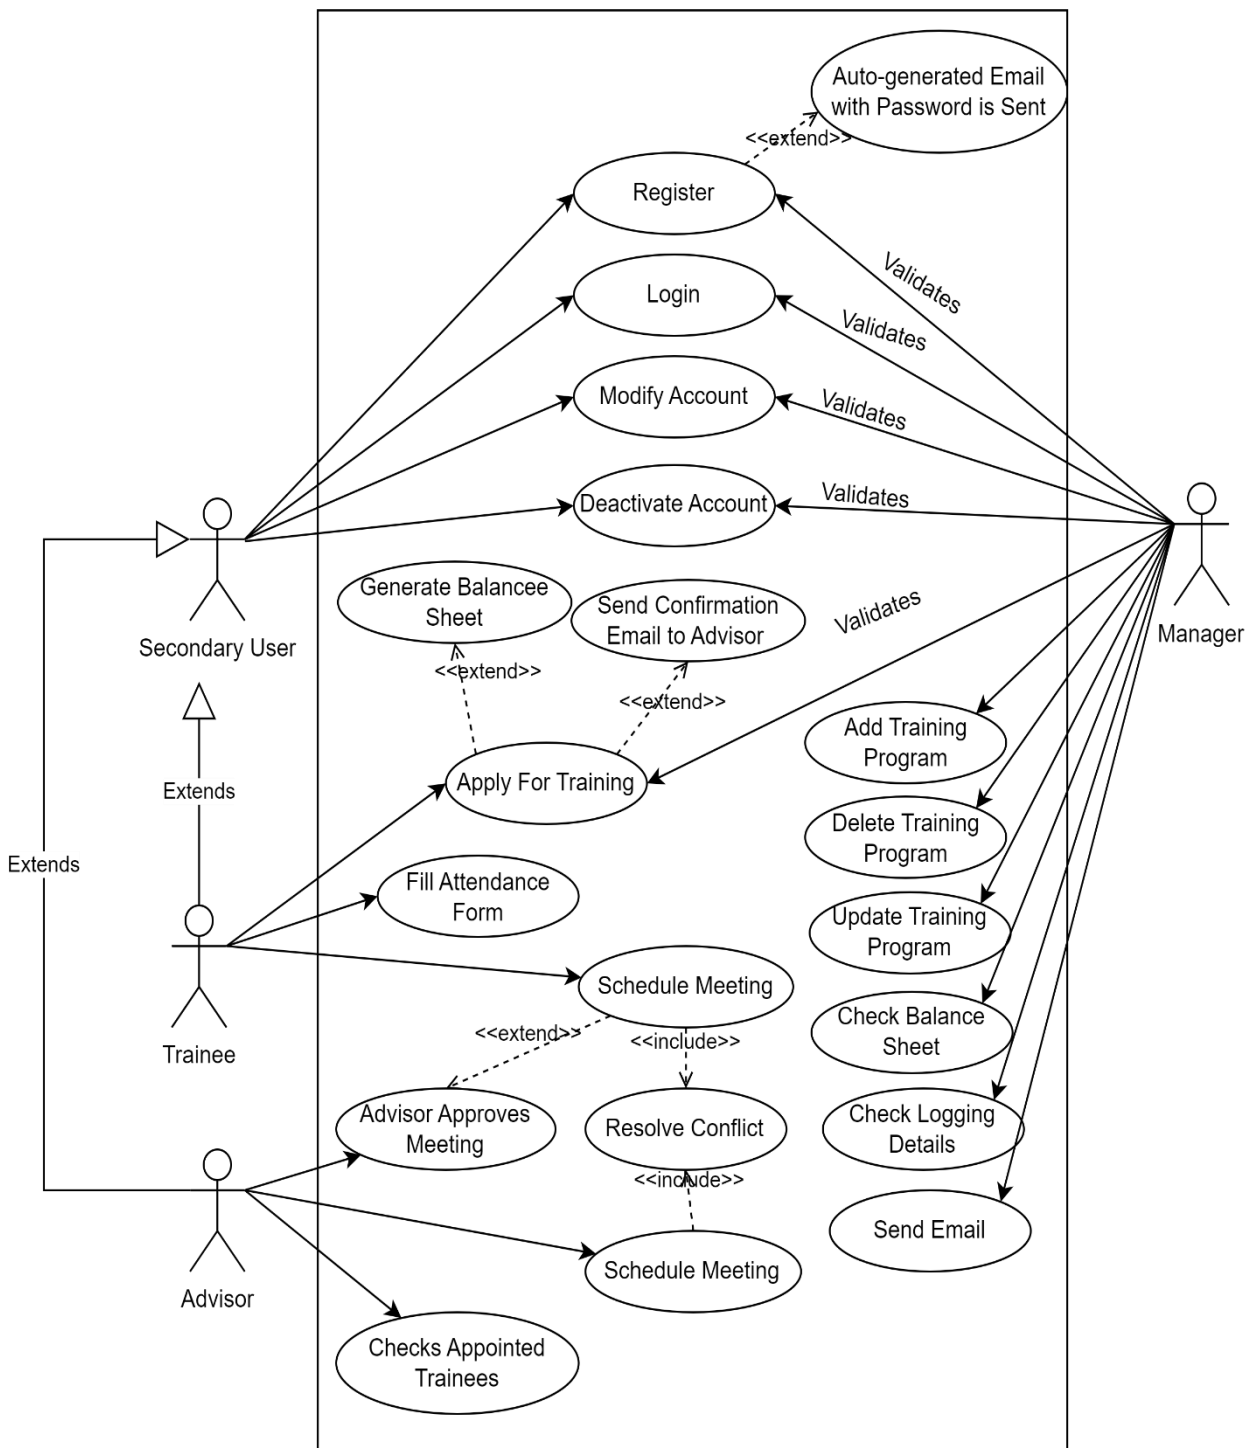 Auto-generated Email
with Password is Sent
<<extend>>
Register
Validates
Login
Validates
Modify Account
Validates
Deactivate Account
Validates
Secondary User
Manager
Generate Balancee
Sheet
Send Confirmation
Email to Advisor
Validates
<<extend>>
<<extend>>
Add Training
Program
Apply For Training
Extends
Delete Training
Program
Extends
Fill Attendance
Form
Update Training
Program
Schedule Meeting
<<extend>>
<<include>>
Check Balance
Sheet
Trainee
Advisor Approves
Meeting
Resolve Conflict
Check Logging
Details
<<include>>
Send Email
Schedule Meeting
Advisor
Checks Appointed
Trainees